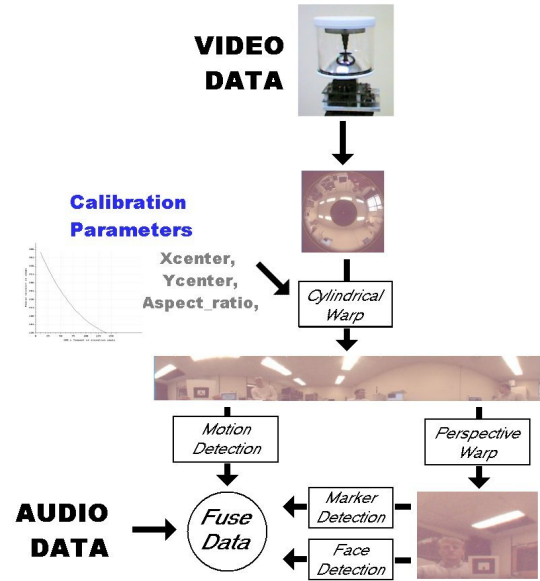 VIDEO
DATA
Calibration
Parameters
Xcenter,
Ycenter,
Aspect_ratio,
Cylindrical
Warp
Motion
Detection
Perspective
Warp
AUDIO
DATA
Fuse
Data
Marker
Detection
Face
Detection